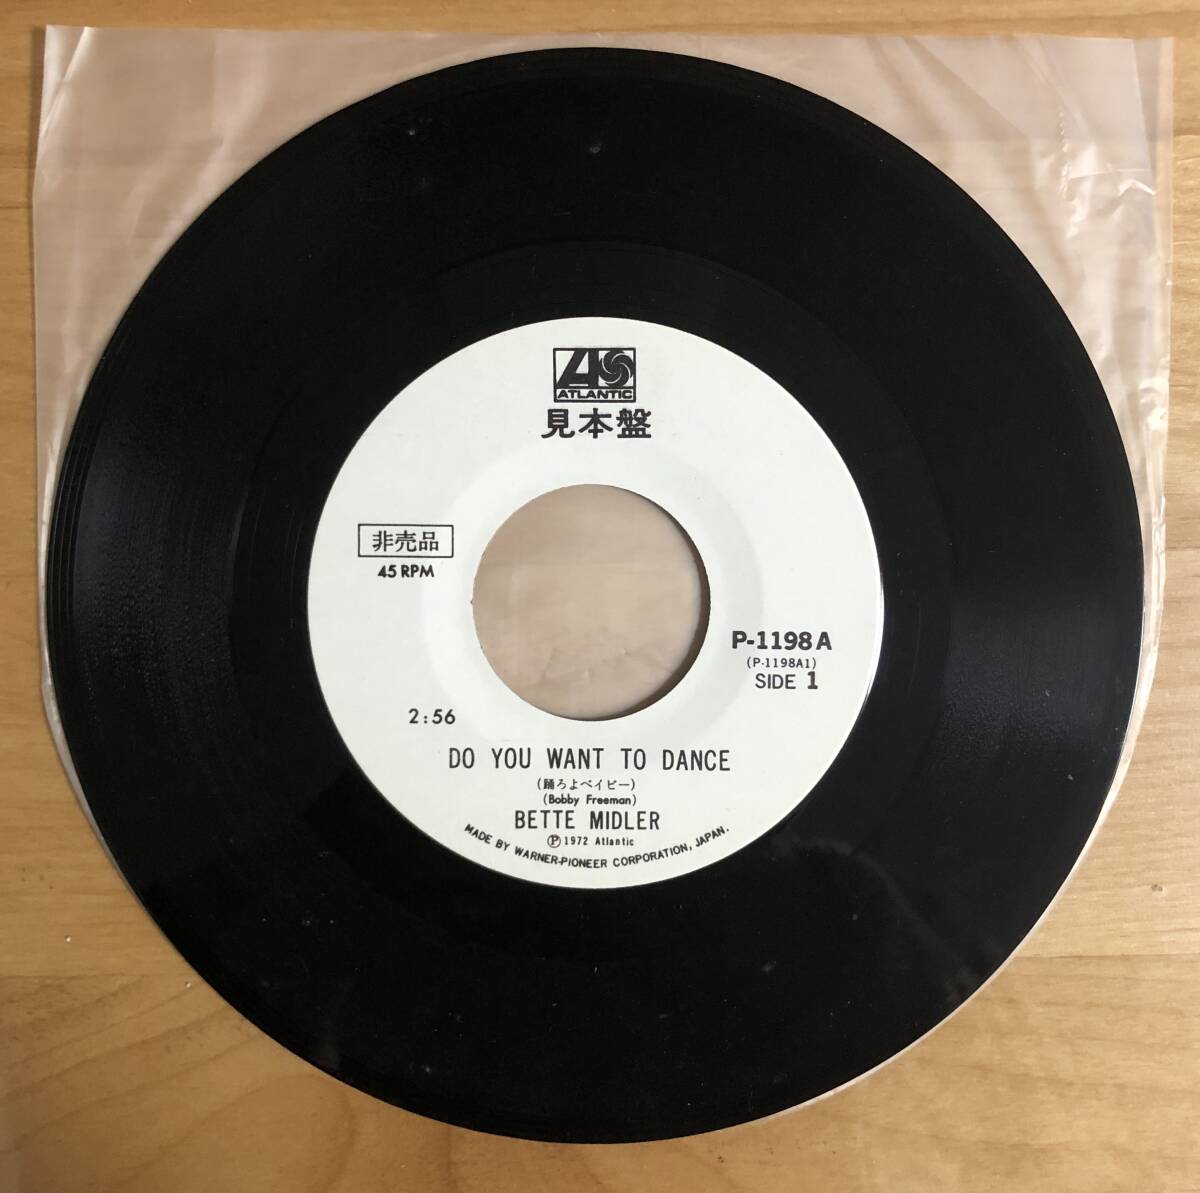 ATLANTIC
見本盤
非売品
45 RPM
P-1198A
(P-1198A1)
SIDE 1
2:56
DO YOU WANT TO DANCE
(踊ろよベイビー)
(Bobby Freeman)
BETTE MIDLER
Ⓟ 1972 Atlantic
MADE BY WARNER-PIONEER CORPORATION, JAPAN.